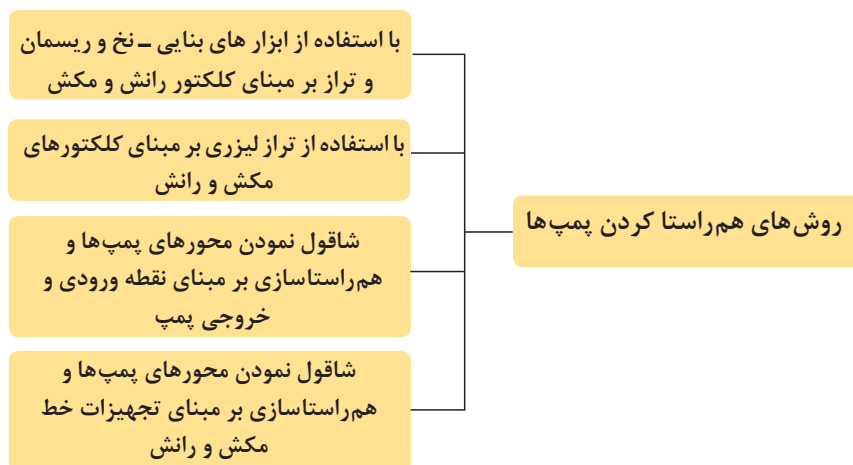 روش‌های هم‌راستا کردن پمپ‌ها
با استفاده از ابزار های بنایی ـ نخ و ریسمان
و تراز بر مبنای کلکتور رانش و مکش
با استفاده از تراز لیزری بر مبنای کلکتورهای
مکش و رانش
شاقول نمودن محورهای پمپ‌ها و
هم‌راستاسازی بر مبنای نقطه ورودی و
خروجی پمپ
شاقول نمودن محورهای پمپ‌ها و
هم‌راستاسازی بر مبنای تجهیزات خط
مکش و رانش